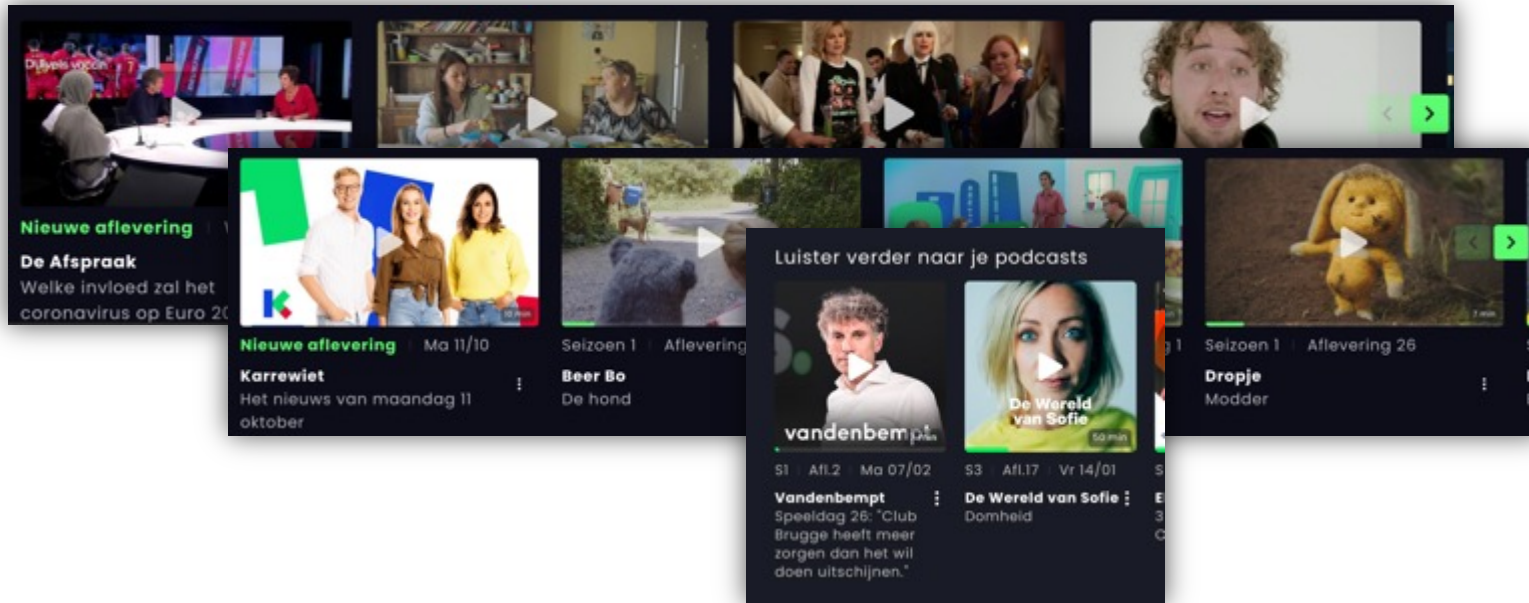 Duivels vaccin
Nieuwe aflevering
De Afspraak
Welke invloed zal het
coronavirus op Euro 20
10 min
Nieuwe aflevering Ma 11/10
Karrewiet
Het nieuws van maandag 11
oktober
Seizoen 1 Aflevering
Beer Bo
De hond
7 min
Seizoen 1 Aflevering 26
Dropje
Modder
Luister verder naar je podcasts
vandenbempt
S1 Afl.2 Ma 07/02
Vandenbempt
Speeldag 26: "Club
Brugge heeft meer
zorgen dan het wil
doen uitschijnen."
De Wereld
van Sofie
50 min
S3 Afl.17 Vr 14/01
De Wereld van Sofie
Domheid